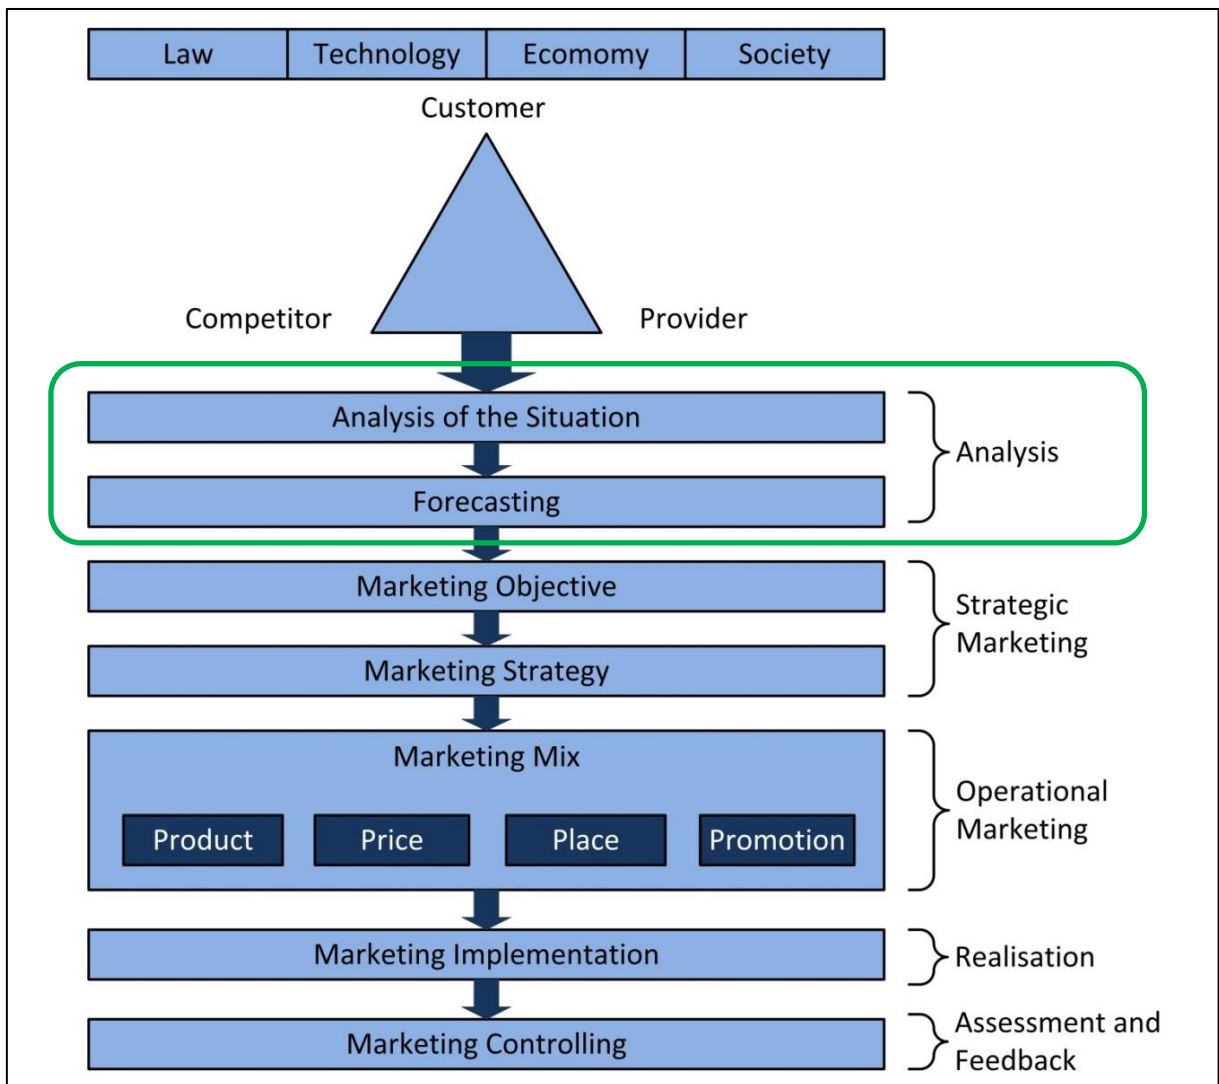 Law Technology Ecomomy Society
Customer
Competitor Provider
Analysis of the Situation
Analysis
Forecasting
Marketing Objective
Strategic
Marketing
Marketing Strategy
Marketing Mix
Operational
Marketing
Product Price Place Promotion
Marketing Implementation
Realisation
Marketing Controlling
Assessment and
Feedback